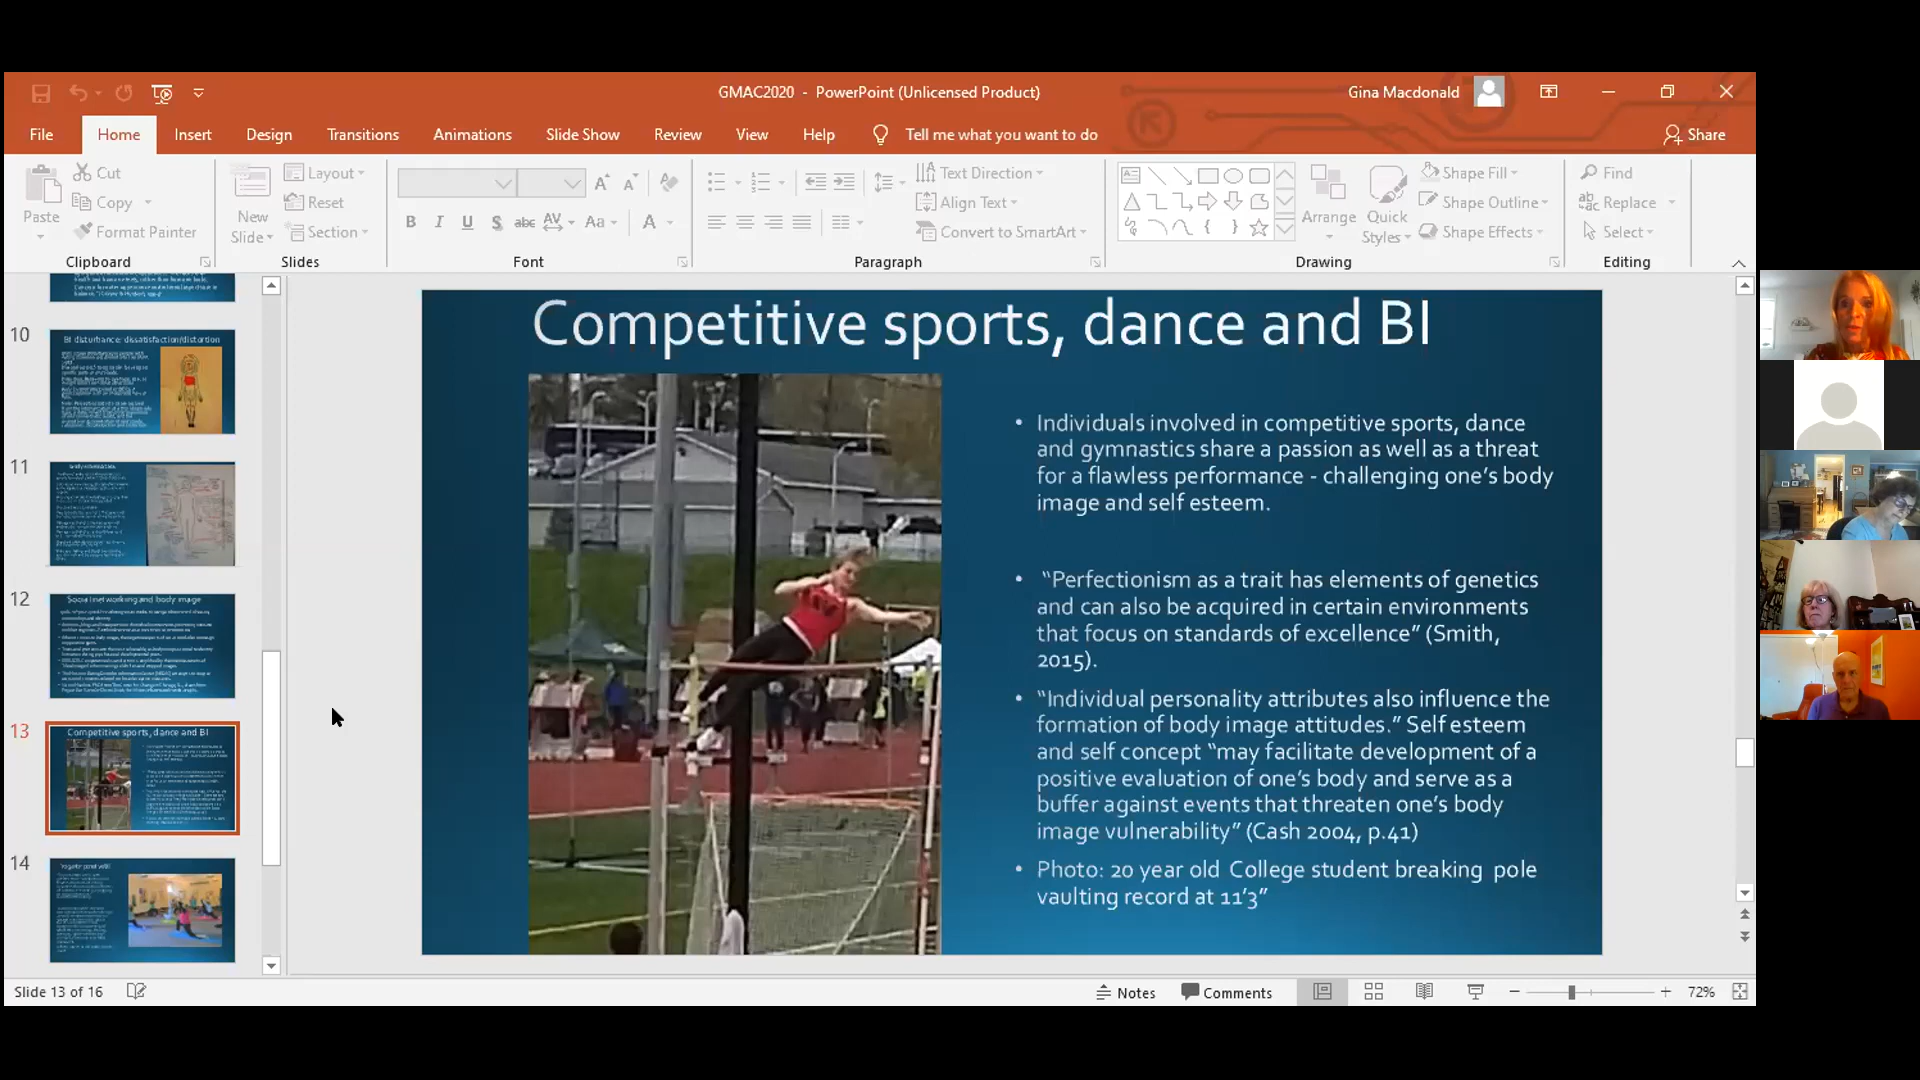 GMAC2020 - PowerPoint (Unlicensed Product)
Gina Macdonald
File Home Insert Design Transitions Animations Slide Show Review View Help Tell me what you want to do Share
Paste
Cut
Copy
Format Painter
Clipboard
New
Slide
Layout
Reset
Section
Slides
Font
Text Direction
Align Text
Convert to SmartArt
Paragraph
Arrange
Quick
Styles
Shape Fill
Shape Outline
Shape Effects
Drawing
Find
Replace
Select
Editing
10
BI disturbance: dissatisfaction/distortion
11
12
Social networking and body image
13
Competitive sports, dance and BI
14
Competitive sports, dance and BI
• Individuals involved in competitive sports, dance
and gymnastics share a passion as well as a threat
for a flawless performance - challenging one's body
image and self esteem.
• "Perfectionism as a trait has elements of genetics
and can also be acquired in certain environments
that focus on standards of excellence" (Smith,
2015).
• "Individual personality attributes also influence the
formation of body image attitudes." Self esteem
and self concept "may facilitate development of a
positive evaluation of one's body and serve as a
buffer against events that threaten one's body
image vulnerability" (Cash 2004, p.41)
• Photo: 20 year old College student breaking pole
vaulting record at 11'3"
Slide 13 of 16
Notes
Comments
72%